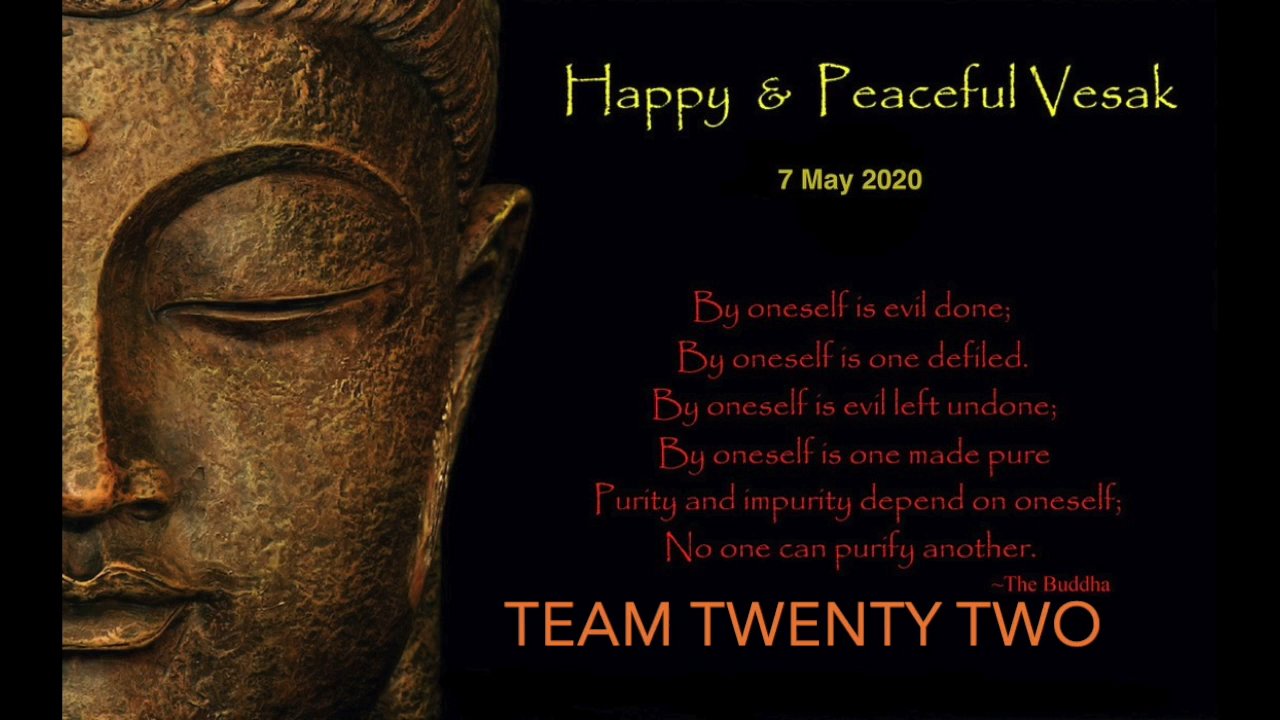 Happy & Peaceful Vesak
7 May 2020
By oneself is evil done;
By oneself is one defiled.
By oneself is evil left undone;
By oneself is one made pure
Purity and impurity depend on oneself;
No one can purify another.
~The Buddha
TEAM TWENTY TWO